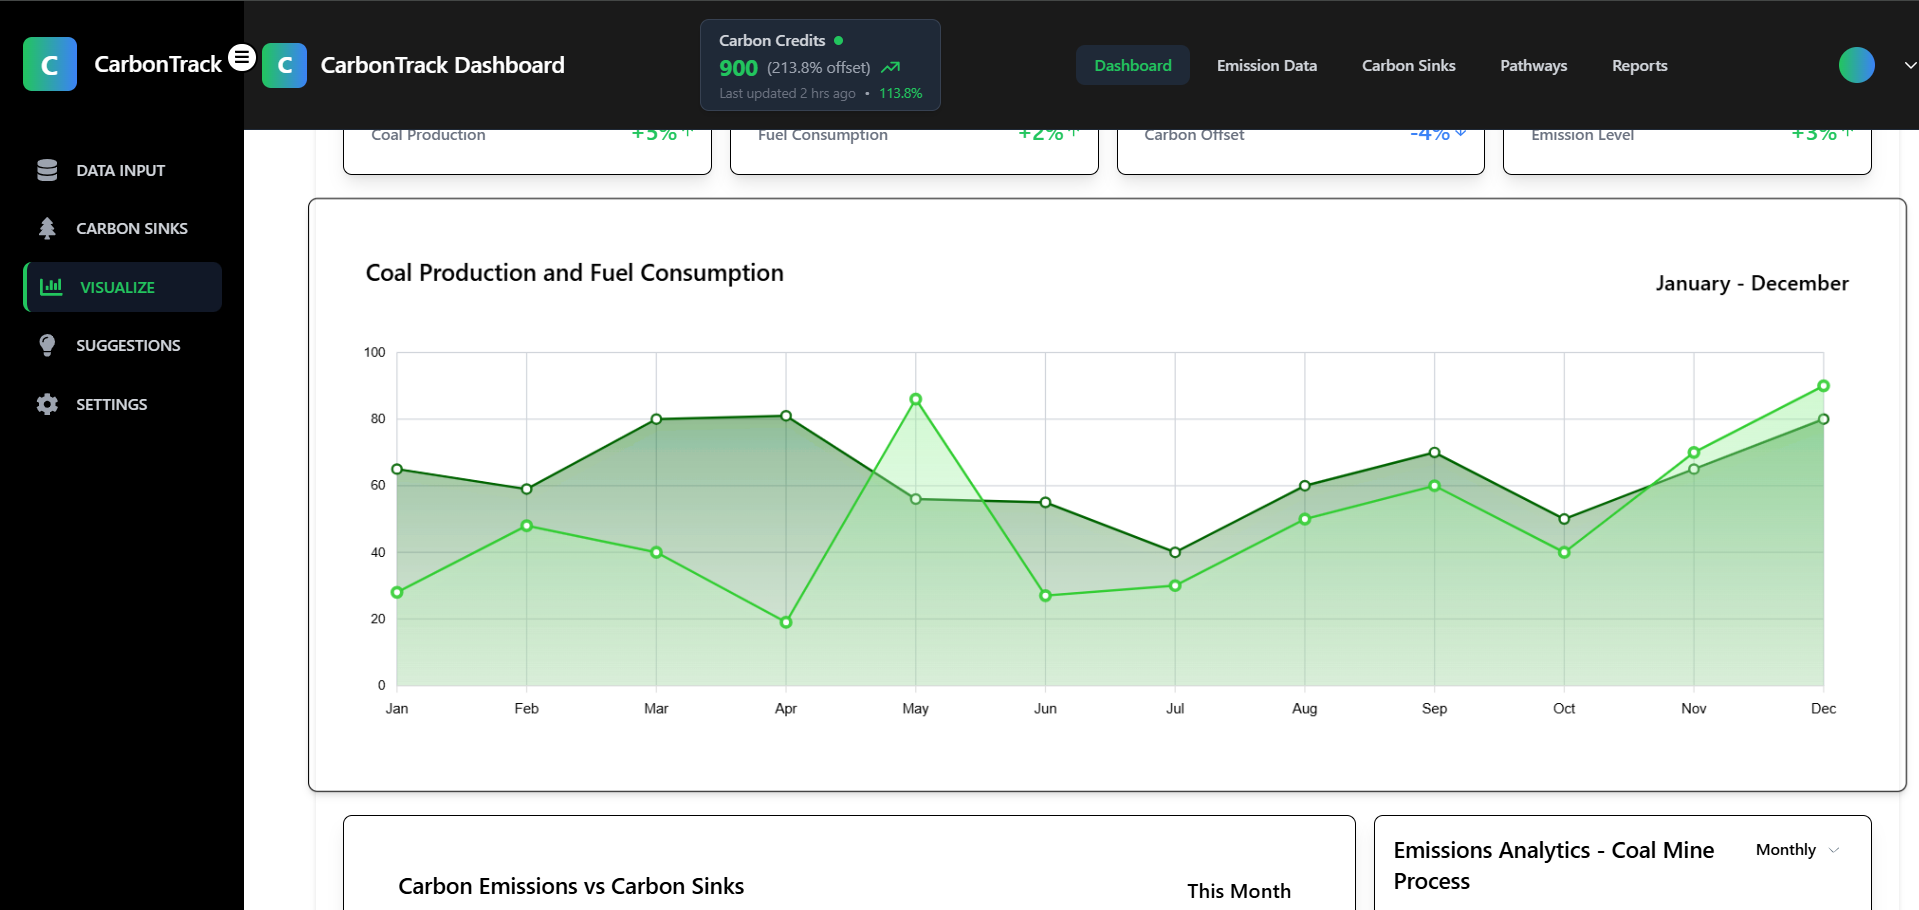 C CarbonTrack
DATA INPUT
CARBON SINKS
VISUALIZE
SUGGESTIONS
SETTINGS
C CarbonTrack Dashboard
Carbon Credits
900 (213.8% offset)
Last updated 2 hrs ago • 113.8%
Dashboard Emission Data Carbon Sinks Pathways Reports
Coal Production +5% ↑
Fuel Consumption +2% ↑
Carbon Offset -4% ↓
Emission Level +3% ↑
Coal Production and Fuel Consumption
January - December
100
80
60
40
20
0
Jan Feb Mar Apr May Jun Jul Aug Sep Oct Nov Dec
Carbon Emissions vs Carbon Sinks
This Month
Emissions Analytics - Coal Mine
Process
Monthly